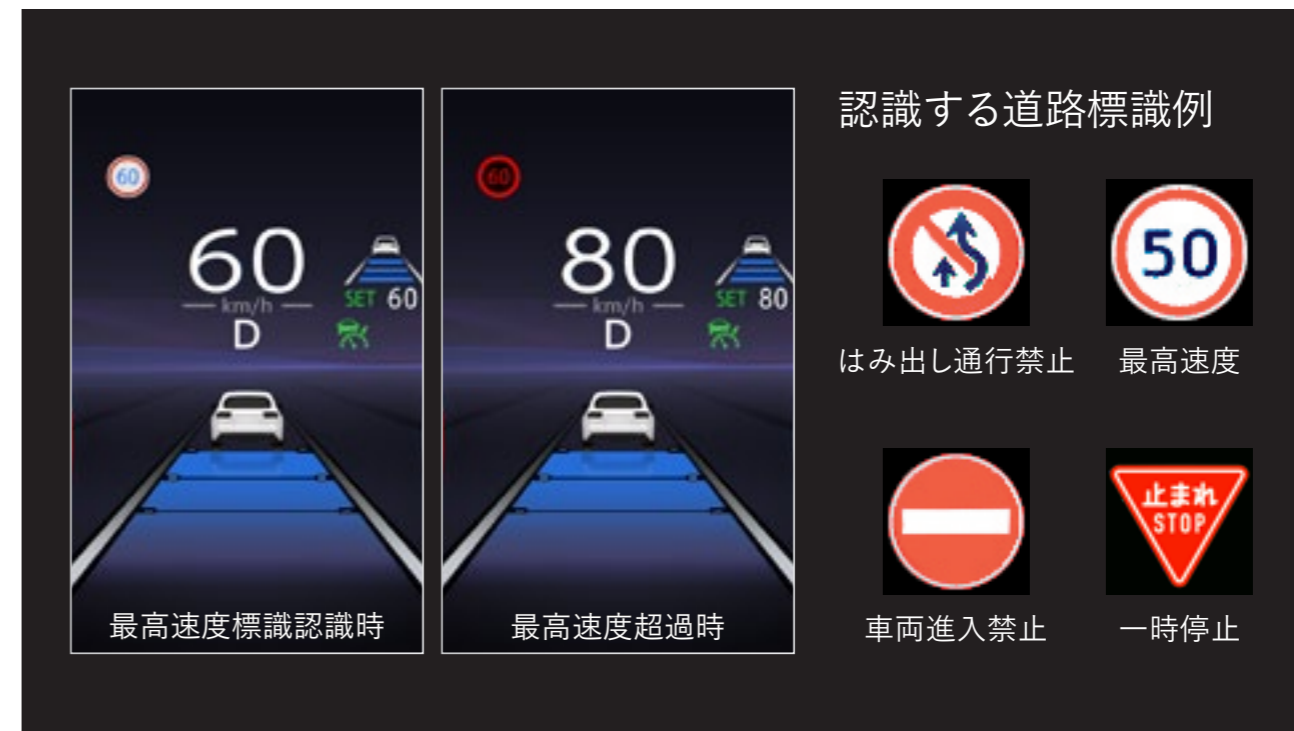 60
60
km/h
SET 60
D
最高速度標識認識時
60
80
km/h
SET 80
D
最高速度超過時
認識する道路標識例
50
はみ出し通行禁止
最高速度
止まれ
STOP
車両進入禁止
一時停止